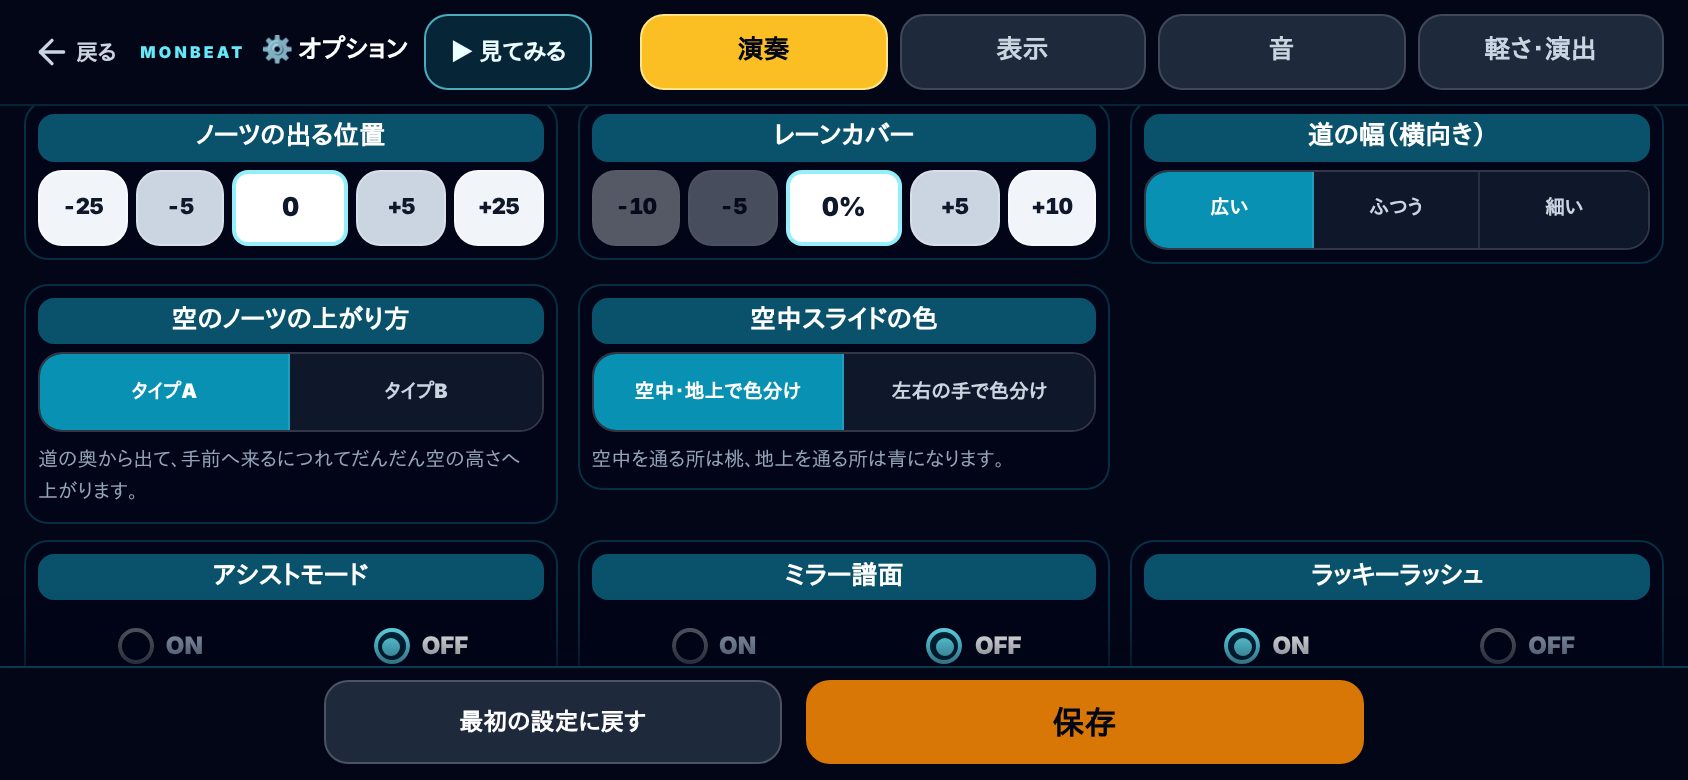 戻る
MONBEAT
オプション
見てみる
演奏
表示
音
軽さ・演出
ノーツの出る位置
-25
-5
0
+5
+25
レーンカバー
-10
-5
0%
+5
+10
道の幅（横向き）
広い
ふつう
細い
空のノーツの上がり方
タイプA
タイプB
道の奥から出て、手前へ来るにつれてだんだん空の高さへ
上がります。
空中スライドの色
空中・地上で色分け
左右の手で色分け
空中を通る所は桃、地上を通る所は青になります。
アシストモード
ON
OFF
ミラー譜面
ON
OFF
ラッキーラッシュ
ON
OFF
最初の設定に戻す
保存